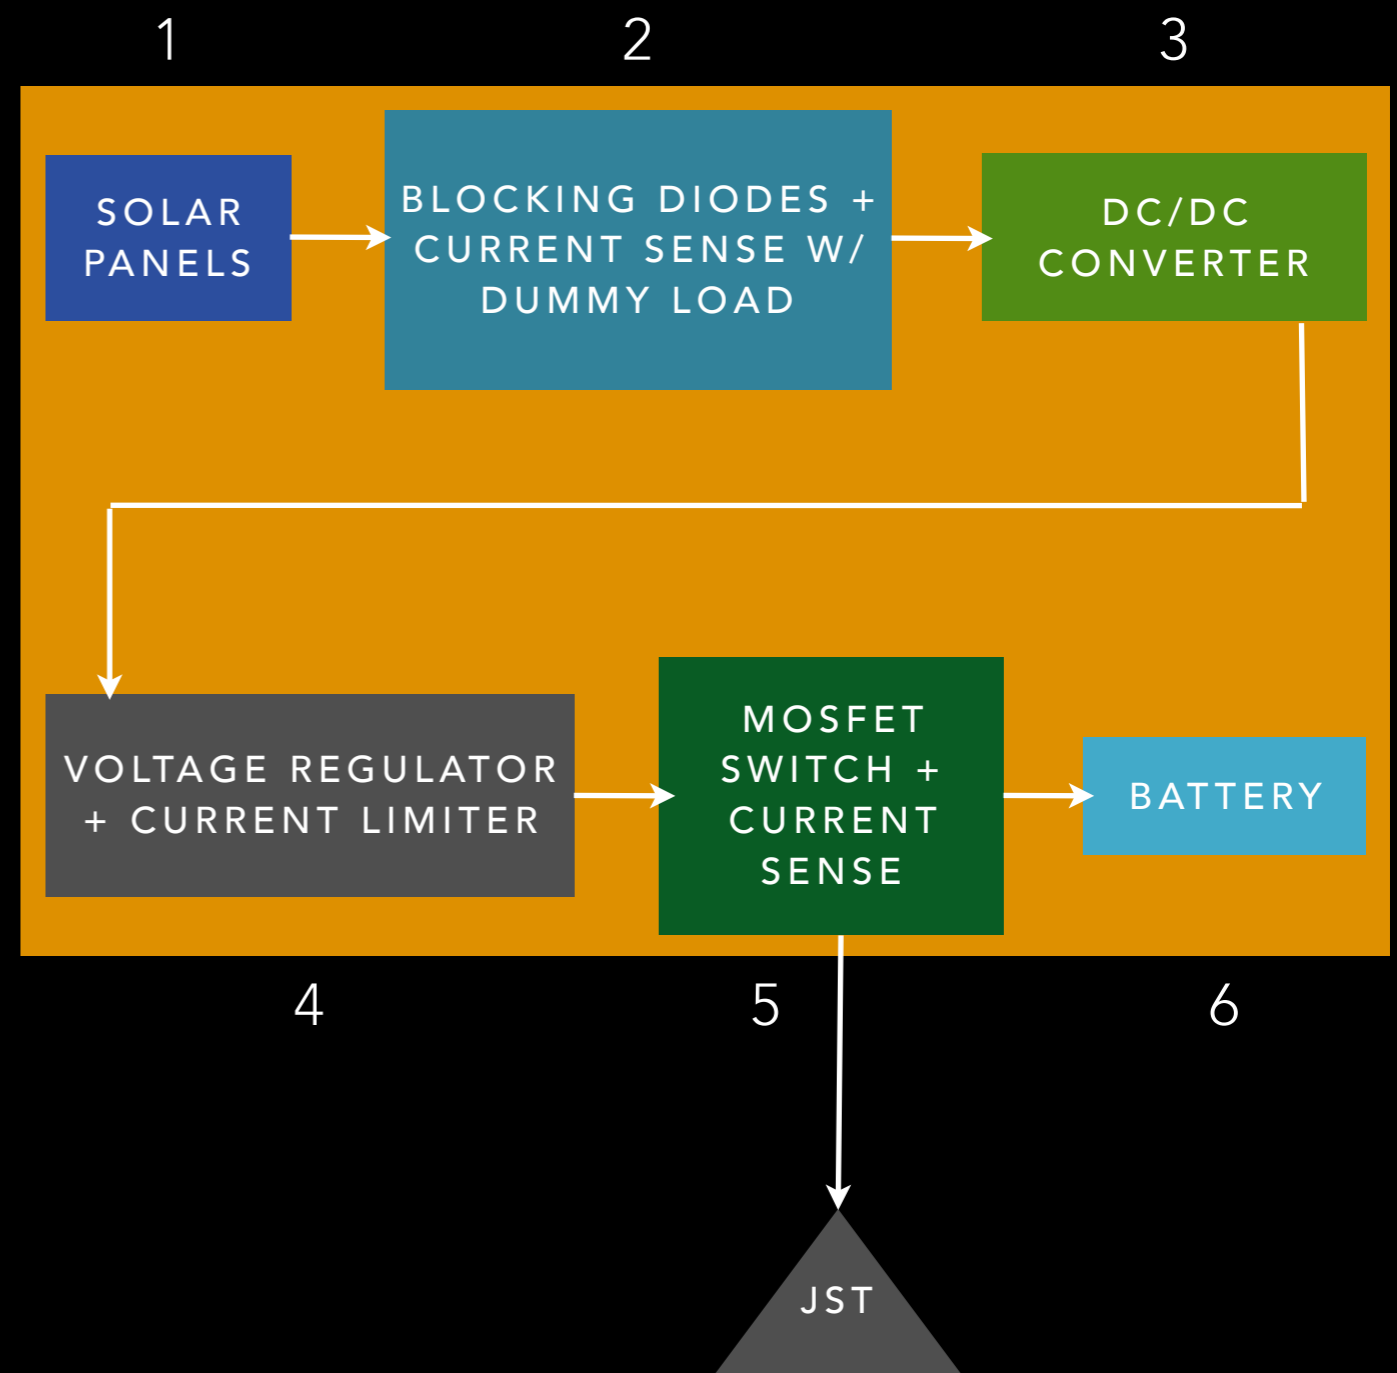 1
2
3
SOLAR
PANELS
BLOCKING DIODES +
CURRENT SENSE W/
DUMMY LOAD
DC/DC
CONVERTER
VOLTAGE REGULATOR
+ CURRENT LIMITER
MOSFET
SWITCH +
CURRENT
SENSE
BATTERY
4
5
6
JST